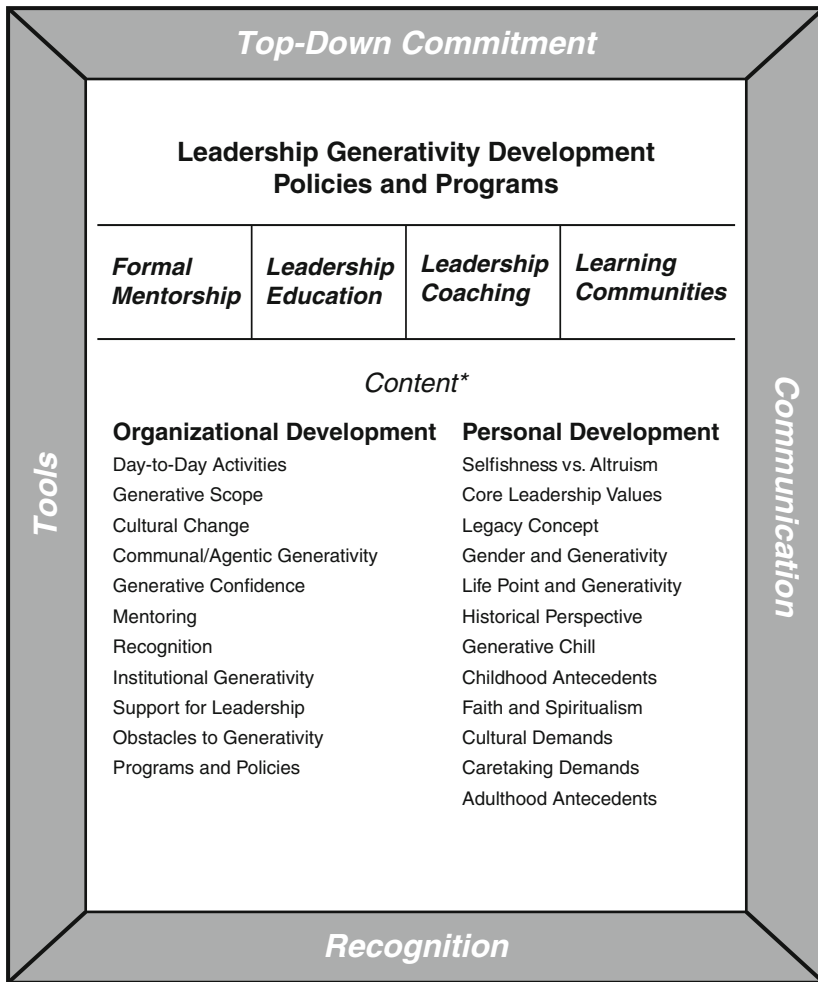 Top-Down Commitment
Leadership Generativity Development
Policies and Programs
Formal
Mentorship
Leadership
Education
Leadership
Coaching
Learning
Communities
Content*
Organizational Development
Day-to-Day Activities
Generative Scope
Cultural Change
Communal/Agentic Generativity
Generative Confidence
Mentoring
Recognition
Institutional Generativity
Support for Leadership
Obstacles to Generativity
Programs and Policies
Personal Development
Selfishness vs. Altruism
Core Leadership Values
Legacy Concept
Gender and Generativity
Life Point and Generativity
Historical Perspective
Generative Chill
Childhood Antecedents
Faith and Spiritualism
Cultural Demands
Caretaking Demands
Adulthood Antecedents
Tools
Communication
Recognition